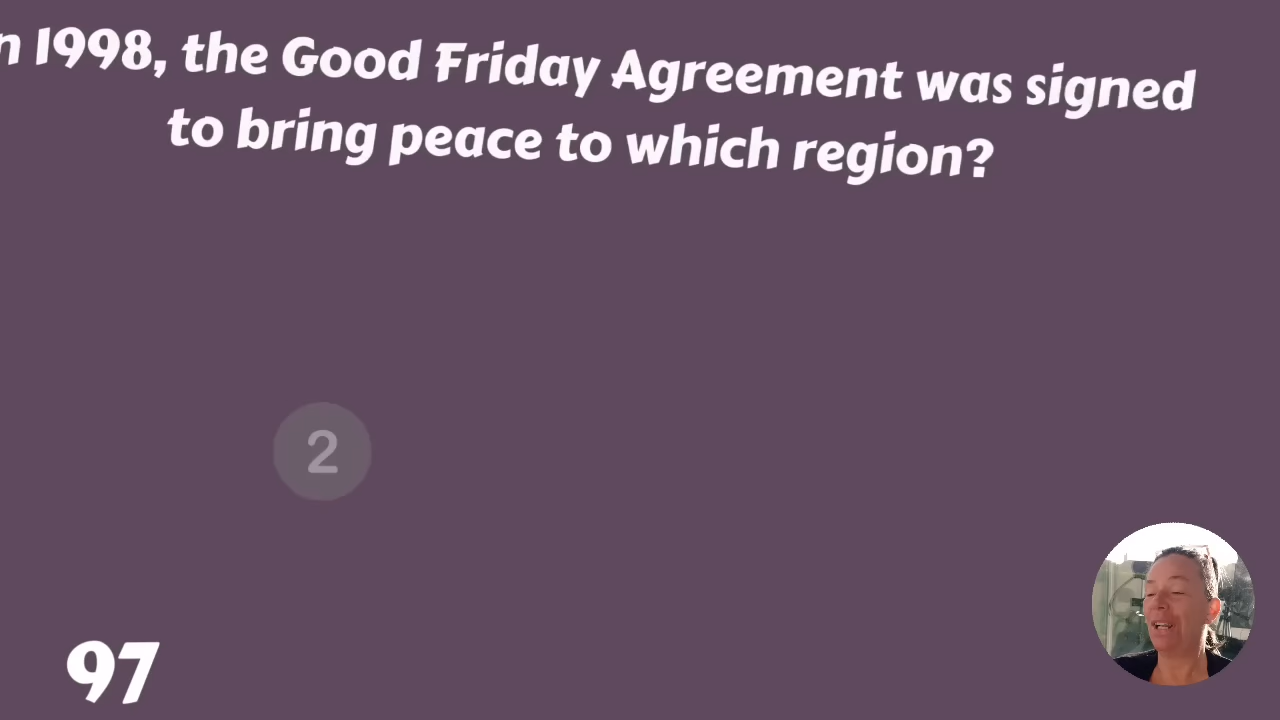 n 1998, the Good Friday Agreement was signed
to bring peace to which region?
2
97